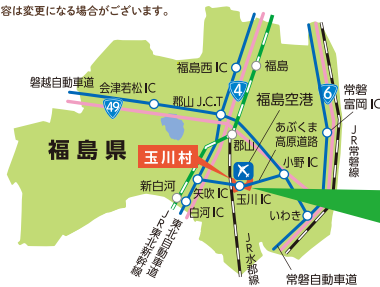 容は変更になる場合がございます。
福島西IC
福島
4
6
常磐
富岡IC
磐越自動車道
会津若松IC
49
郡山J.C.T
福島空港
あぶくま
高原道路
JR常磐線
福島県
玉川村
郡山
小野IC
新白河
矢吹IC
玉川IC
白河IC
いわき
東北自動車道
JR東北新幹線
JR水郡線
常磐自動車道